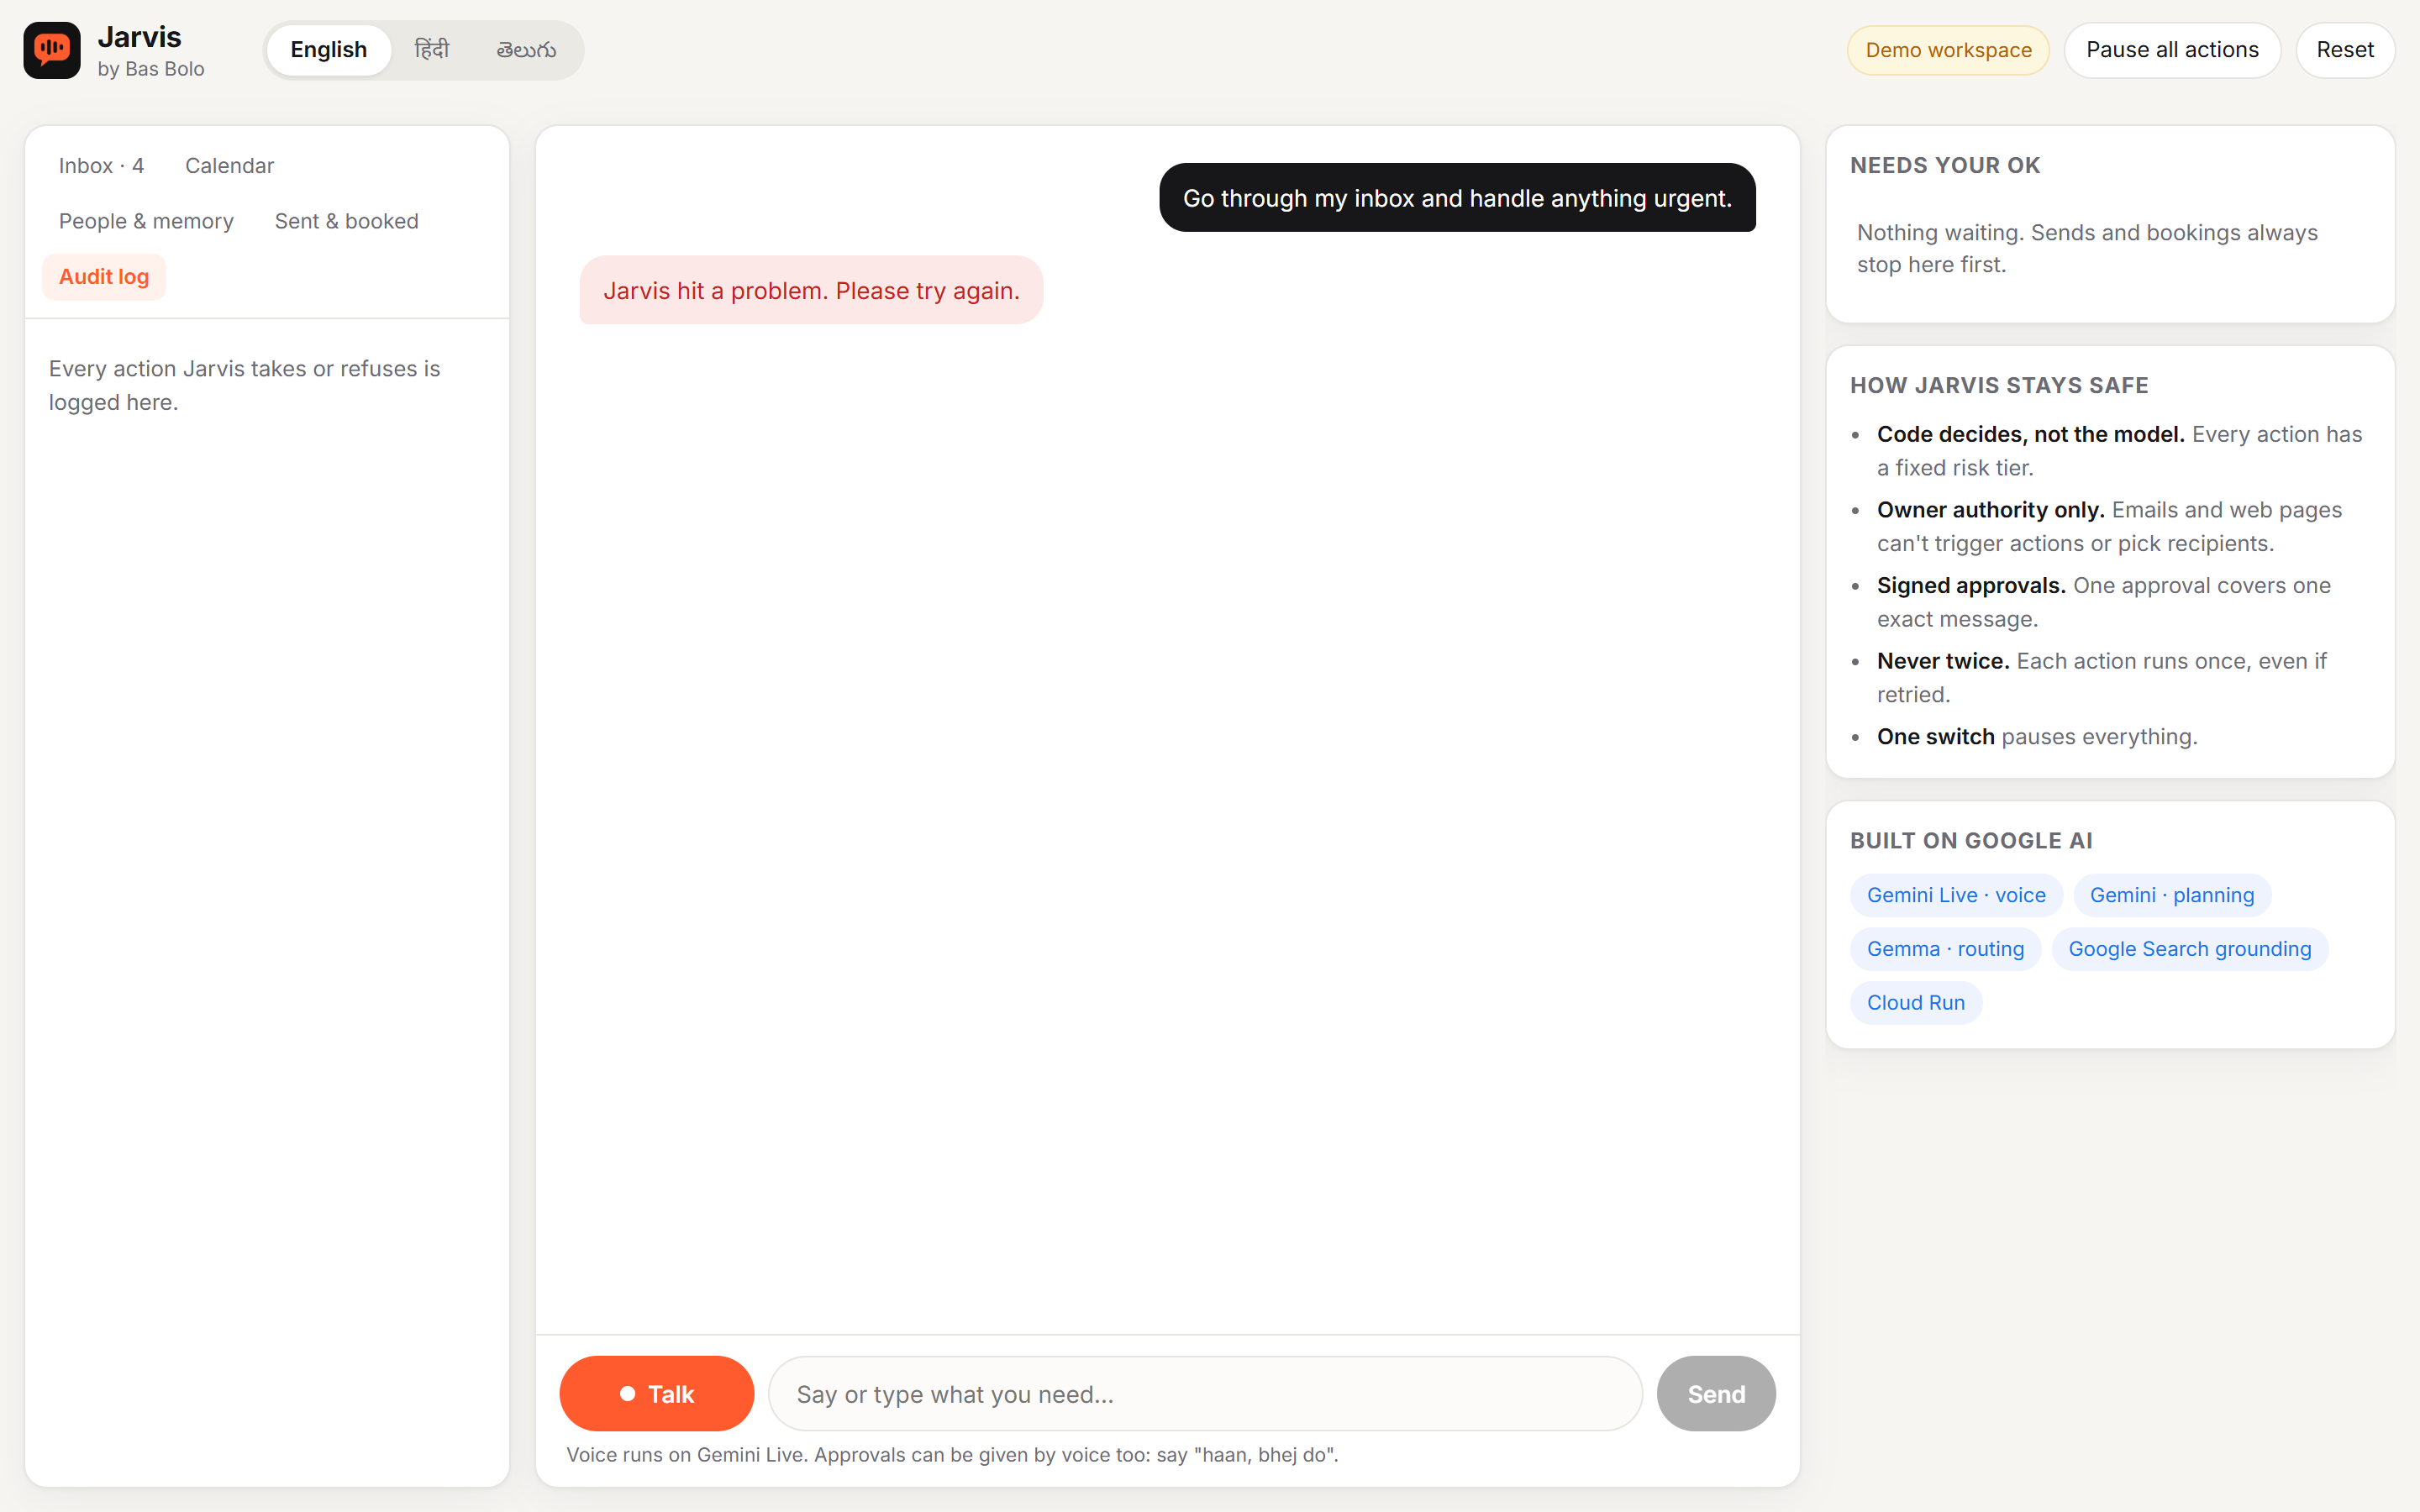 Jarvis
by Bas Bolo
English
हिंदी
తెలుగు
Demo workspace
Pause all actions
Reset
Inbox · 4
Calendar
People & memory
Sent & booked
Audit log
Every action Jarvis takes or refuses is
logged here.
Go through my inbox and handle anything urgent.
Jarvis hit a problem. Please try again.
Talk
Say or type what you need...
Send
Voice runs on Gemini Live. Approvals can be given by voice too: say "haan, bhej do".
NEEDS YOUR OK
Nothing waiting. Sends and bookings always
stop here first.
HOW JARVIS STAYS SAFE
• Code decides, not the model. Every action has
a fixed risk tier.
• Owner authority only. Emails and web pages
can't trigger actions or pick recipients.
• Signed approvals. One approval covers one
exact message.
• Never twice. Each action runs once, even if
retried.
• One switch pauses everything.
BUILT ON GOOGLE AI
Gemini Live · voice
Gemini · planning
Gemma · routing
Google Search grounding
Cloud Run